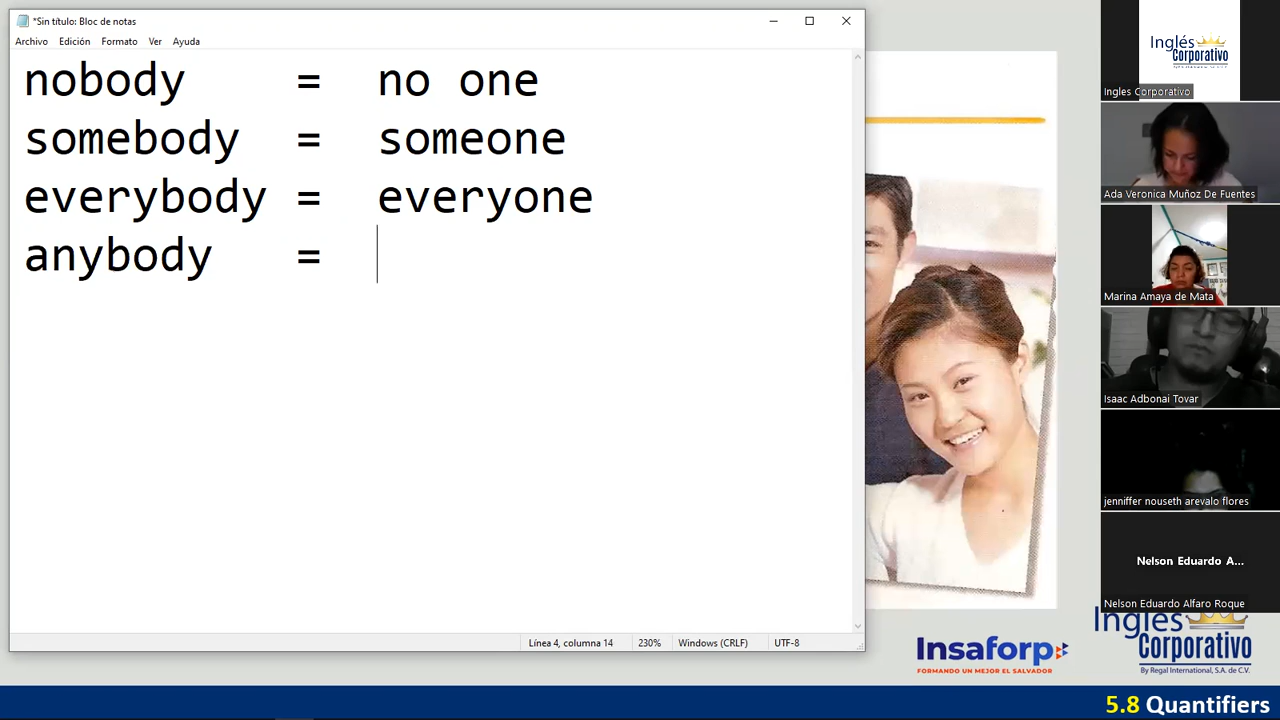 *Sin título: Bloc de notas
Archivo Edición Formato Ver Ayuda
nobody = no one
somebody = someone
everybody = everyone
anybody =
Línea 4, columna 14 230% Windows (CRLF) UTF-8
Inglés
Corporativo
Ingles Corporativo
Ada Veronica Muñoz De Fuentes
Marina Amaya de Mata
Isaac Adbonai Tovar
jenniffer nouseth arevalo flores
Nelson Eduardo A...
Nelson Eduardo Alfaro Roque
Insaforp
FORMANDO UN MEJOR EL SALVADOR
Inglés
Corporativo
By Regal International, S.A. de C.V.
5.8 Quantifiers